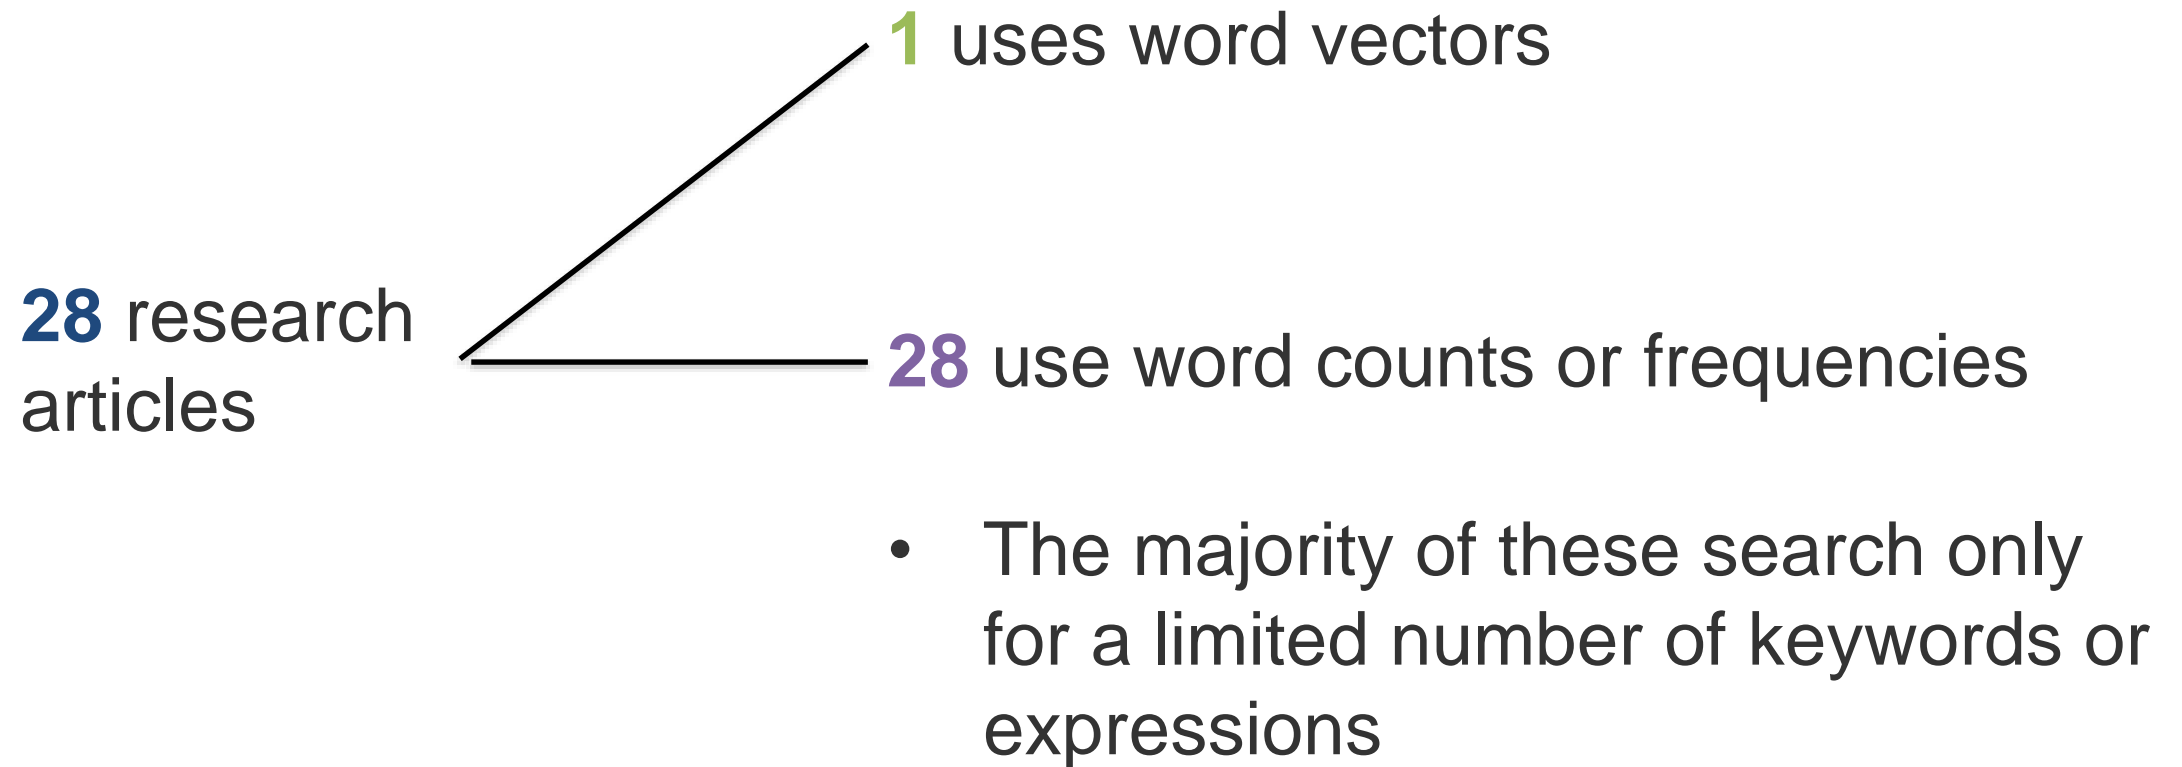 1 uses word vectors
28 research
articles
28 use word counts or frequencies
• The majority of these search only
for a limited number of keywords or
expressions